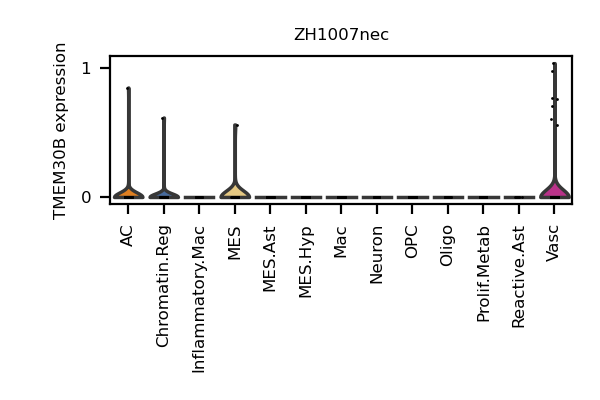 ZH1007nec
TMEM30B expression
1
0
AC
Chromatin.Reg
Inflammatory.Mac
MES
MES.Ast
MES.Hyp
Mac
Neuron
OPC
Oligo
Prolif.Metab
Reactive.Ast
Vasc